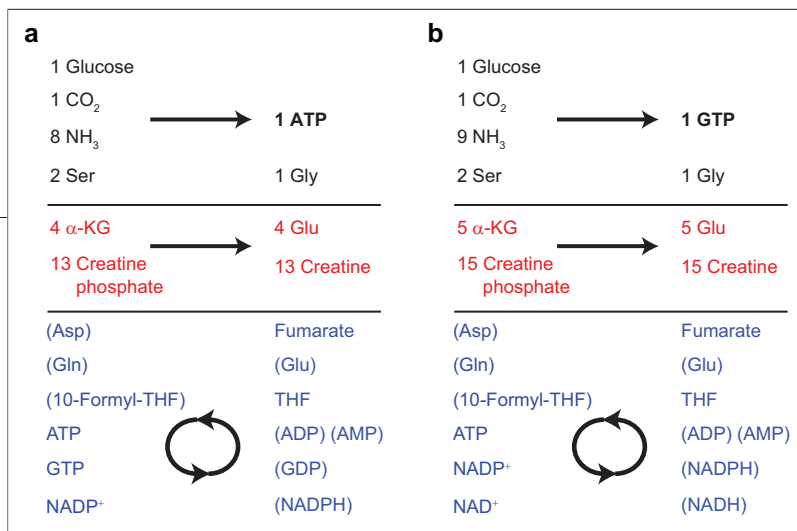 a
1 Glucose
1 CO₂
8 NH₃
1 ATP
2 Ser
1 Gly
4 α-KG
4 Glu
13 Creatine
phosphate
13 Creatine
(Asp)
Fumarate
(Gln)
(Glu)
(10-Formyl-THF)
THF
ATP
(ADP) (AMP)
GTP
(GDP)
NADP⁺
(NADPH)
b
1 Glucose
1 CO₂
9 NH₃
1 GTP
2 Ser
1 Gly
5 α-KG
5 Glu
15 Creatine
phosphate
15 Creatine
(Asp)
Fumarate
(Gln)
(Glu)
(10-Formyl-THF)
THF
ATP
(ADP) (AMP)
NADP⁺
(NADPH)
NAD⁺
(NADH)